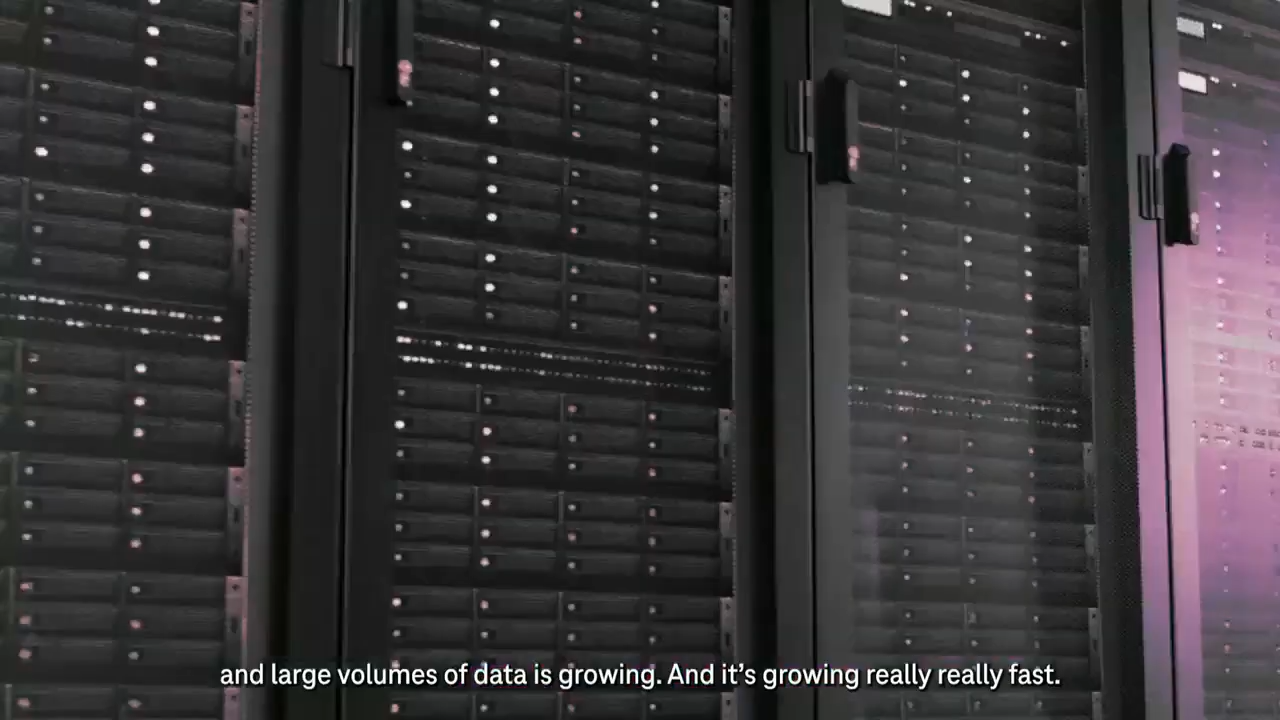 and large volumes of data is growing. And it’s growing really really fast.